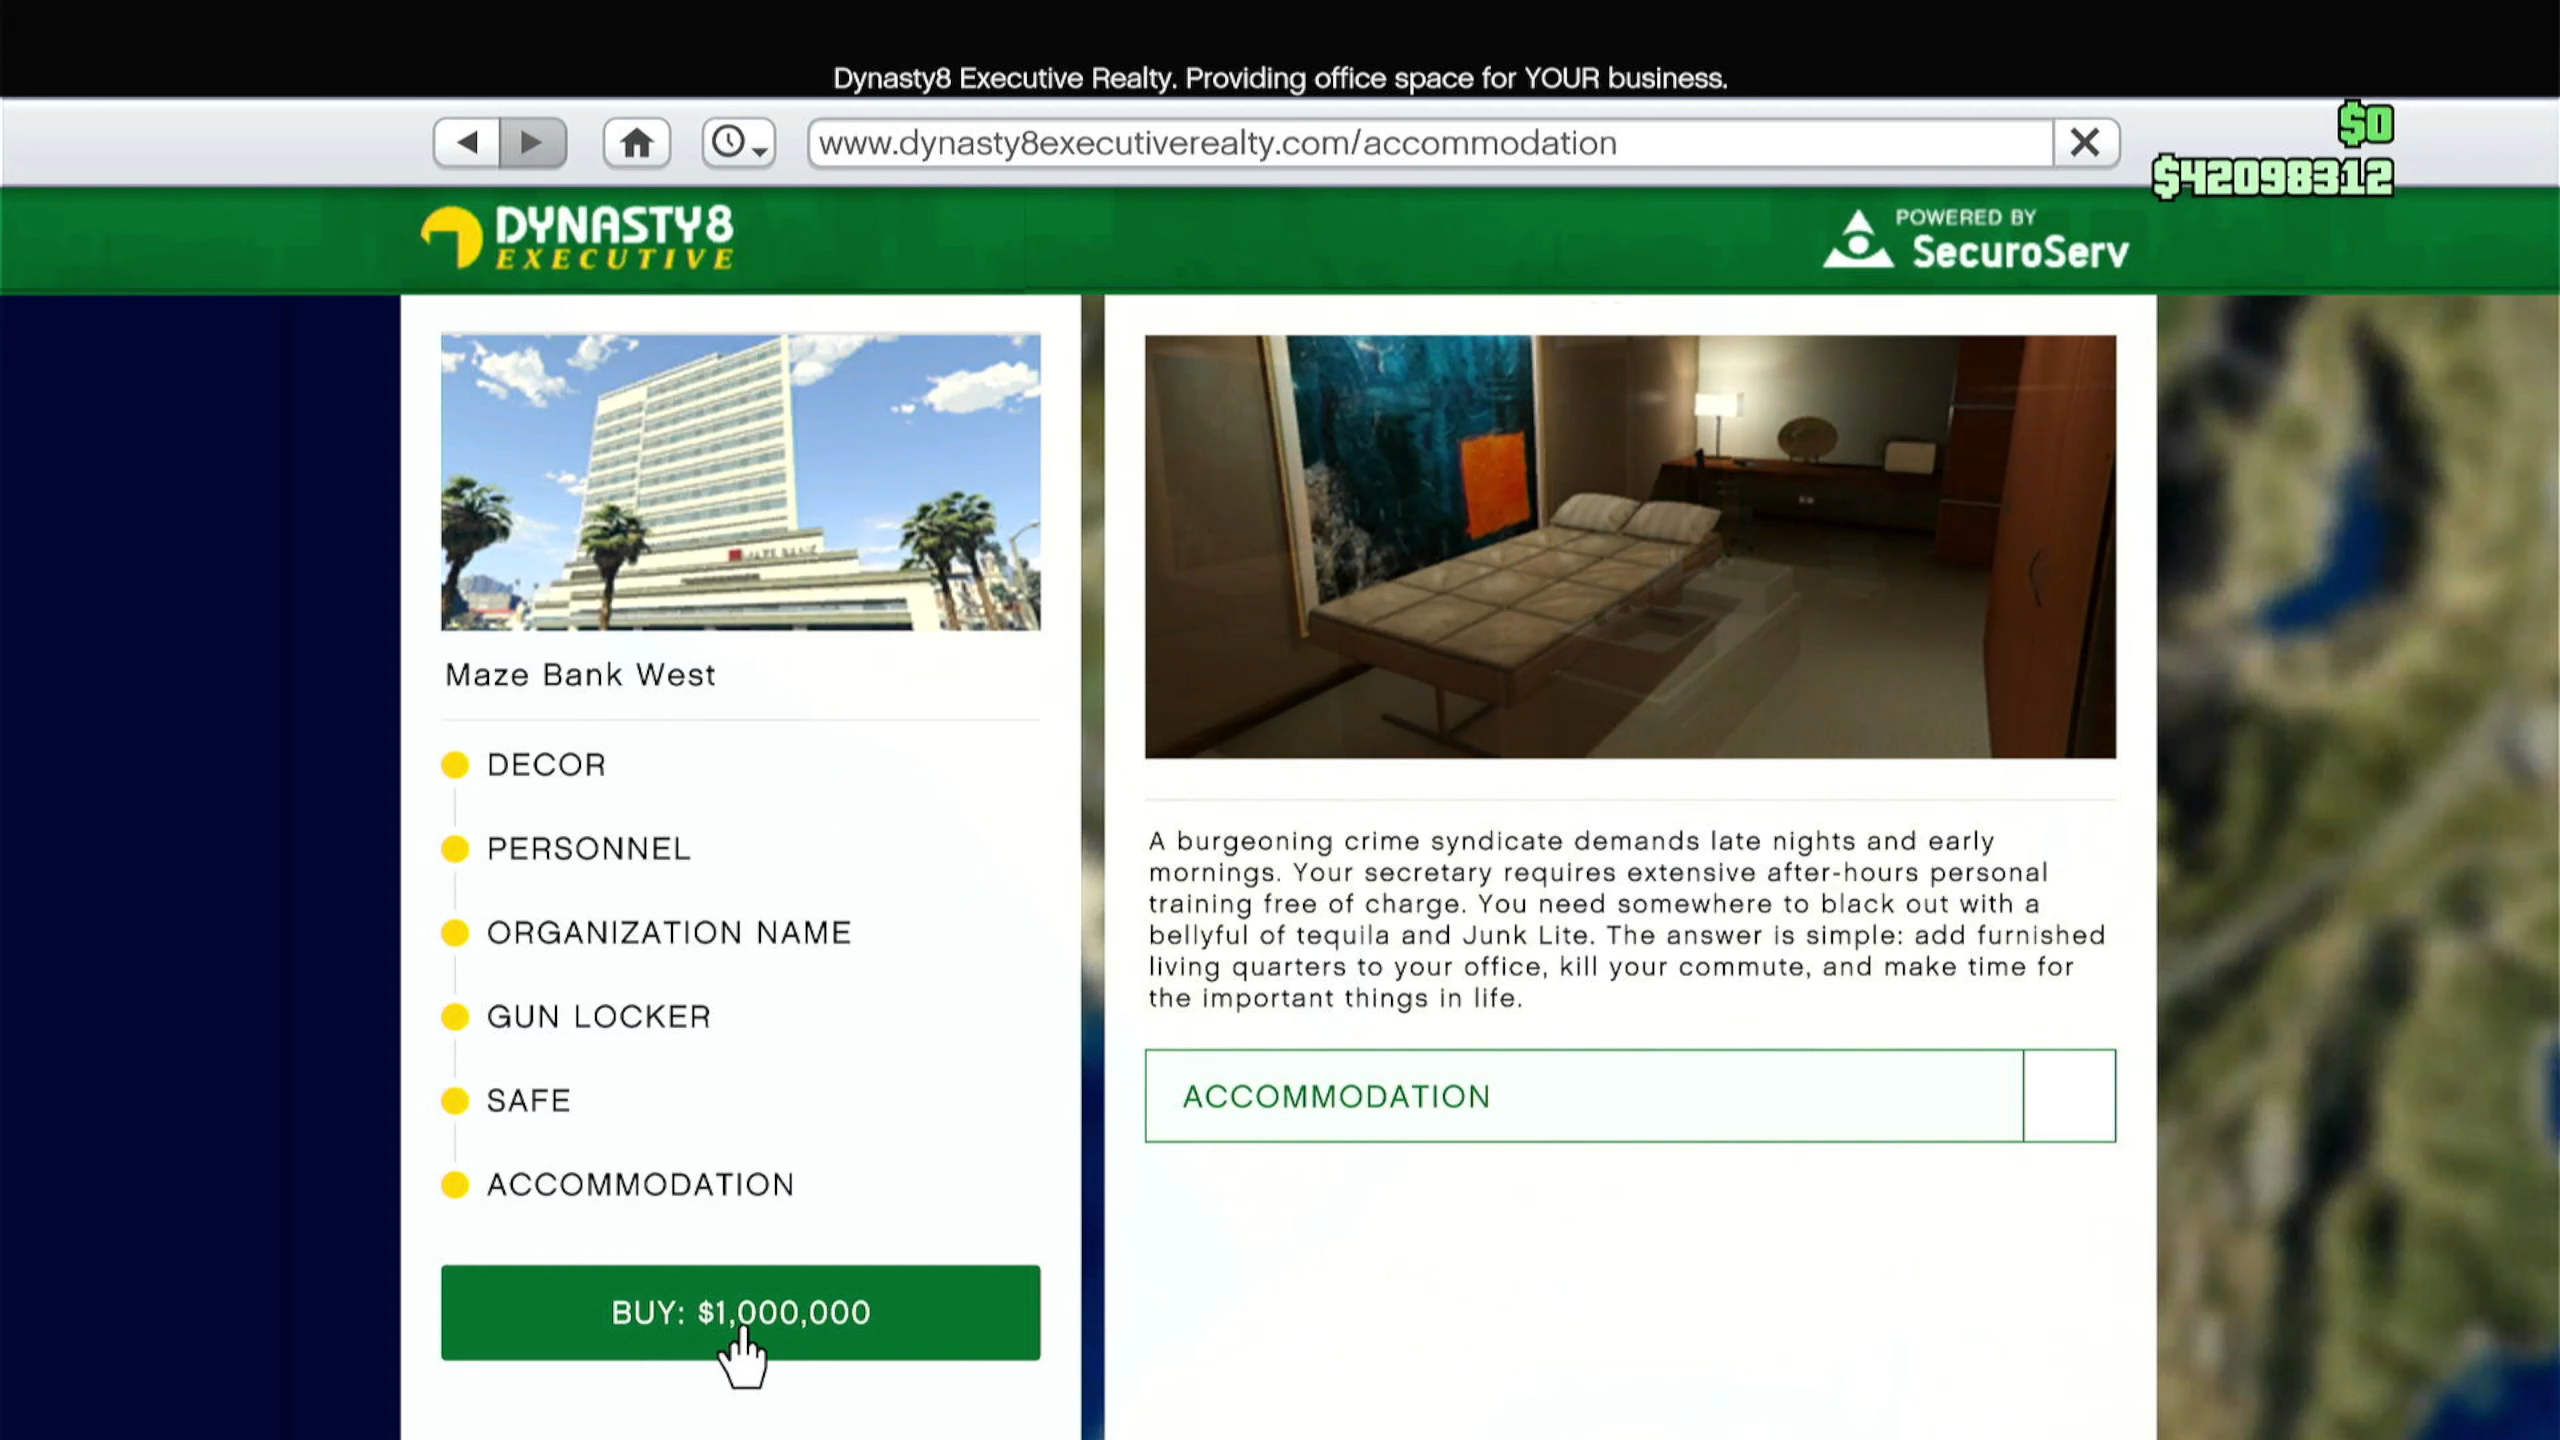 Dynasty8 Executive Realty. Providing office space for YOUR business.
www.dynasty8executiverealty.com/accommodation
$0
$42098312
DYNASTY8
EXECUTIVE
POWERED BY
SecuroServ
MAZE BANK
Maze Bank West
DECOR
PERSONNEL
ORGANIZATION NAME
GUN LOCKER
SAFE
ACCOMMODATION
BUY: $1,000,000
A burgeoning crime syndicate demands late nights and early
mornings. Your secretary requires extensive after-hours personal
training free of charge. You need somewhere to black out with a
bellyful of tequila and Junk Lite. The answer is simple: add furnished
living quarters to your office, kill your commute, and make time for
the important things in life.
ACCOMMODATION